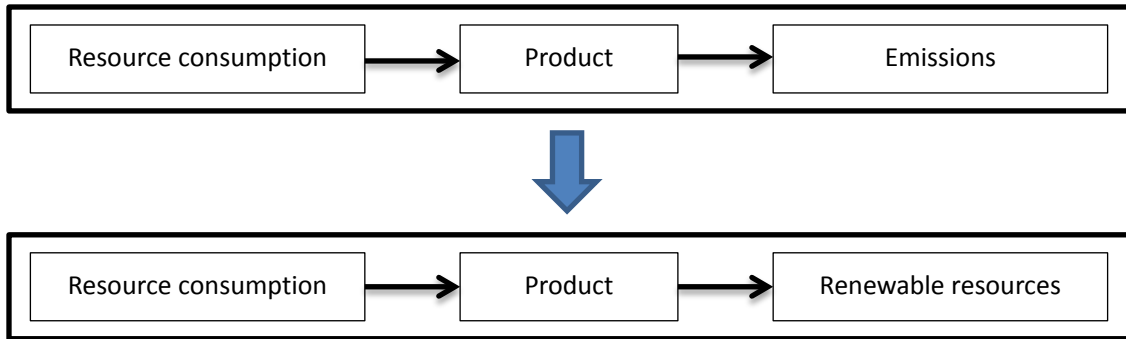 Resource consumption
Product
Emissions
Resource consumption
Product
Renewable resources